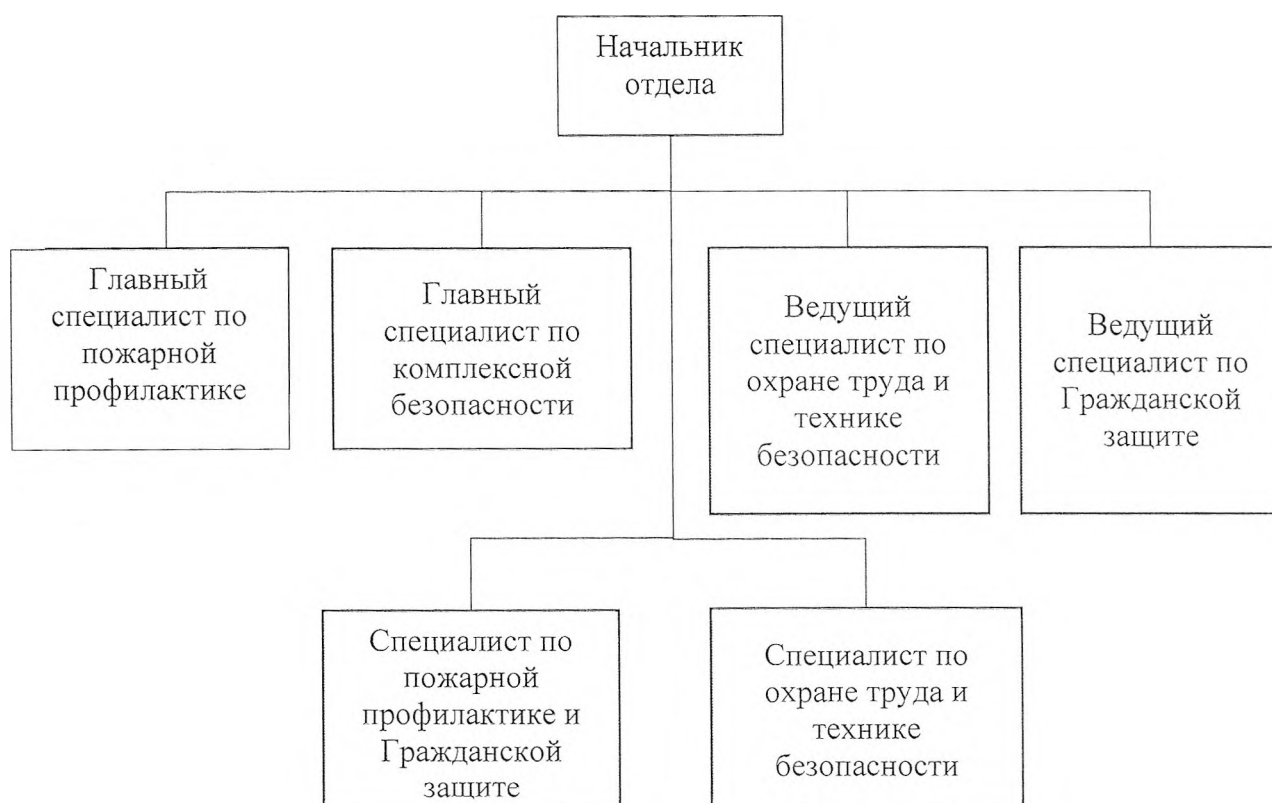 Начальник
отдела
Главный
специалист по
пожарной
профилактике
Главный
специалист по
комплексной
безопасности
Ведущий
специалист по
охране труда и
технике
безопасности
Ведущий
специалист по
Гражданской
защите
Специалист по
пожарной
профилактике и
Гражданской
защите
Специалист по
охране труда и
технике
безопасности